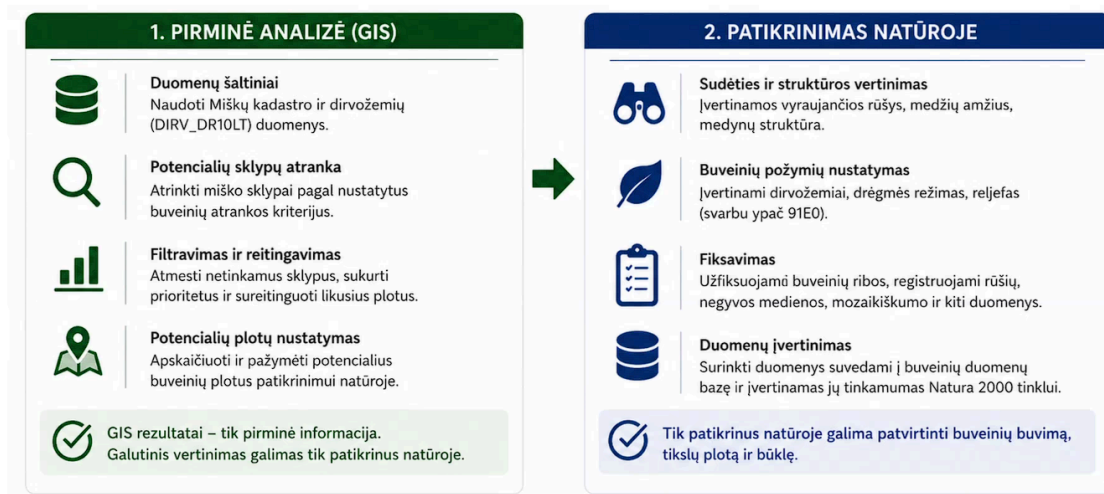 1. PIRMINĖ ANALIZĖ (GIS)
Duomenų šaltiniai
Naudoti Miškų kadastro ir dirvožemių
(DIRV_DR10LT) duomenys.
Potencialių sklypų atranka
Atrinkti miško sklypai pagal nustatytus
buveinių atrankos kriterijus.
Filtravimas ir reitingavimas
Atmesti netinkamus sklypus, sukurti
prioritetus ir sureitinguoti likusius plotus.
Potencialių plotų nustatymas
Apskaičiuoti ir pažymėti potencialius
buveinių plotus patikrinimui natūroje.
GIS rezultatai – tik pirminė informacija.
Galutinis vertinimas galimas tik patikrinus natūroje.
2. PATIKRINIMAS NATŪROJE
Sudėties ir struktūros vertinimas
Įvertinamos vyraujančios rūšys, medžių amžius,
medynų struktūra.
Buveinių požymių nustatymas
Įvertinami dirvožemiai, drėgmės režimas, reljefas
(svarbu ypač 91E0).
Fiksavimas
Užfiksuojami buveinių ribos, registruojami rūšių,
negyvos medienos, mozaikiškumo ir kiti duomenys.
Duomenų įvertinimas
Surinkti duomenys suvedami į buveinių duomenų
bazę ir įvertinamas jų tinkamumas Natura 2000 tinklui.
Tik patikrinus natūroje galima patvirtinti buveinių buvimą,
tikslų plotą ir būklę.